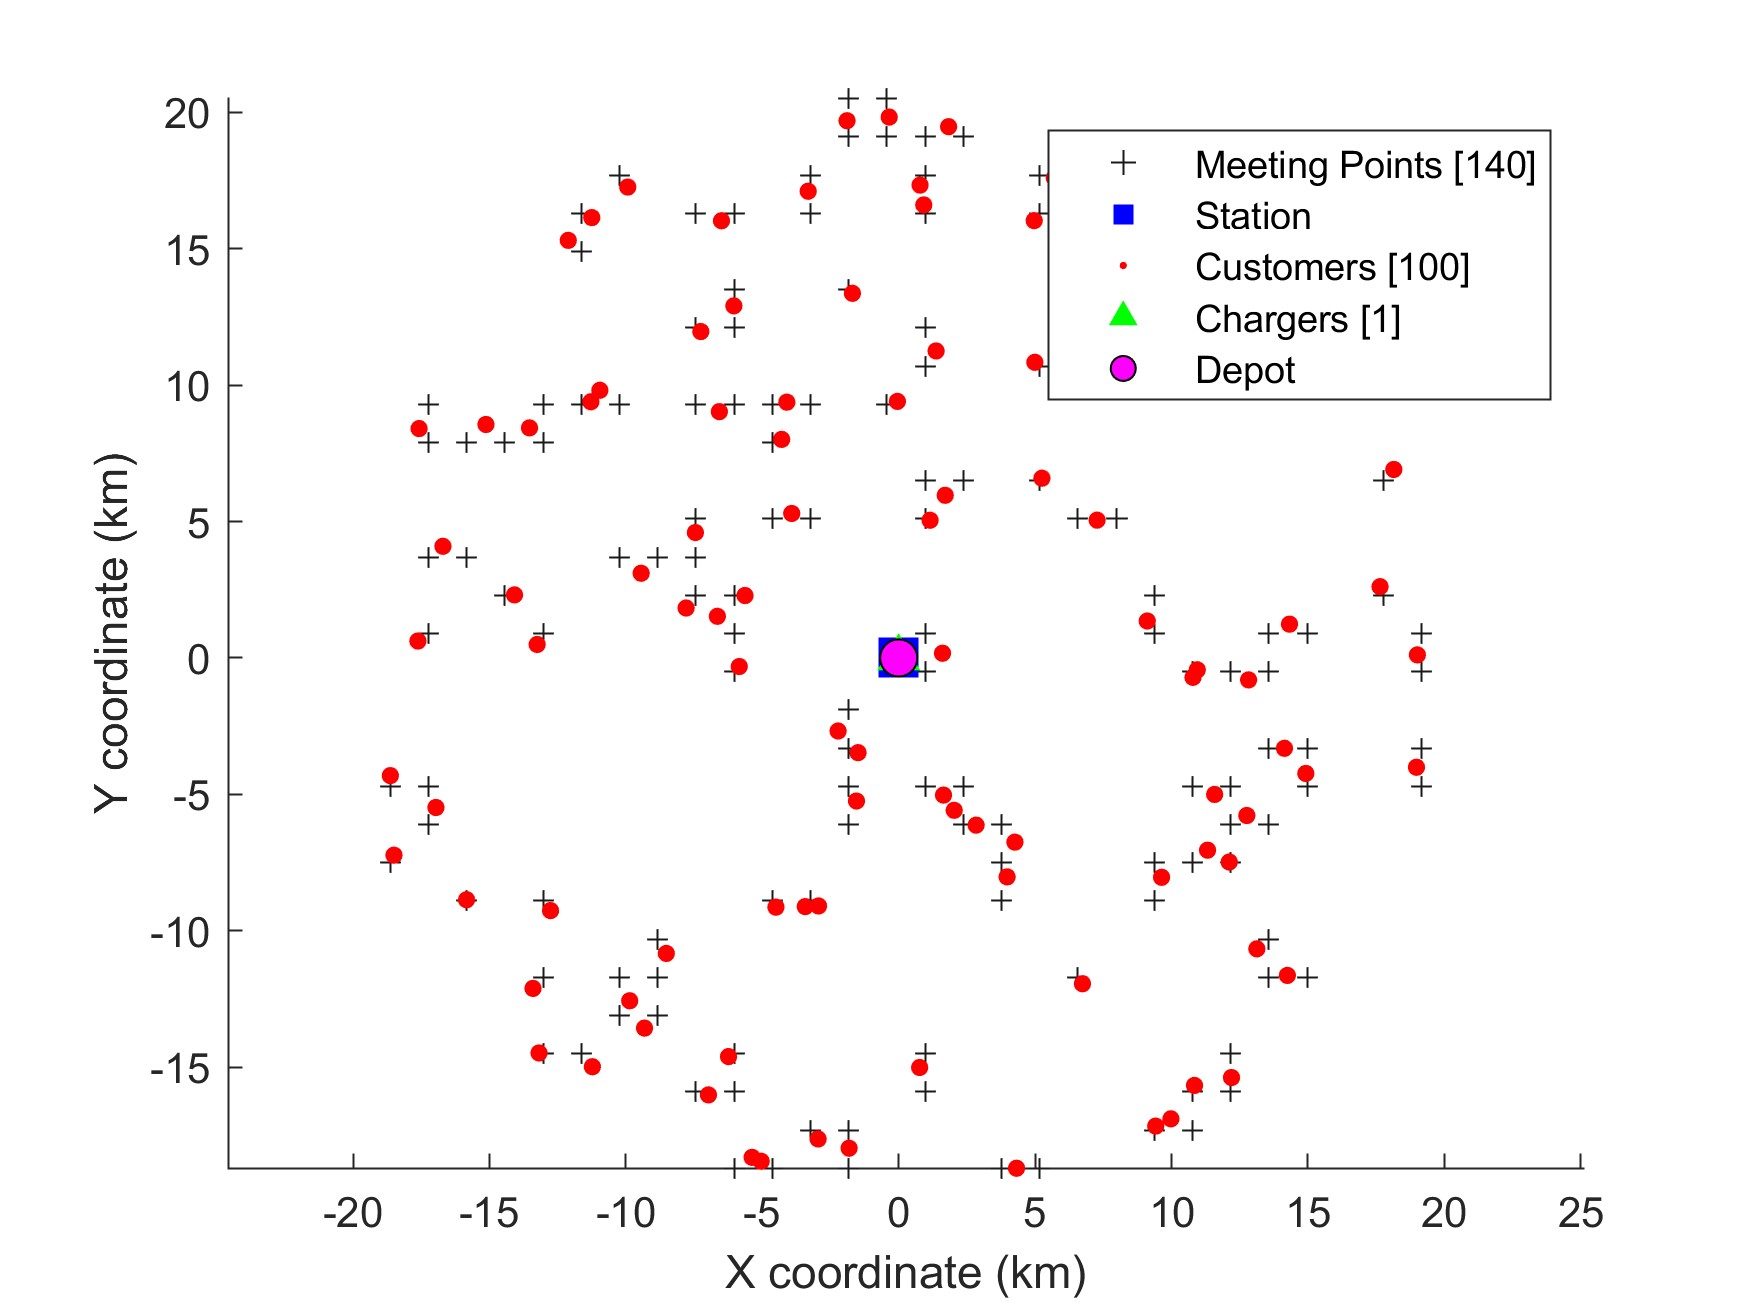 20
15
10
5
0
-5
-10
-15
Y coordinate (km)
Meeting Points [140]
Station
Customers [100]
Chargers [1]
Depot
-20 -15 -10 -5 0 5 10 15 20 25
X coordinate (km)